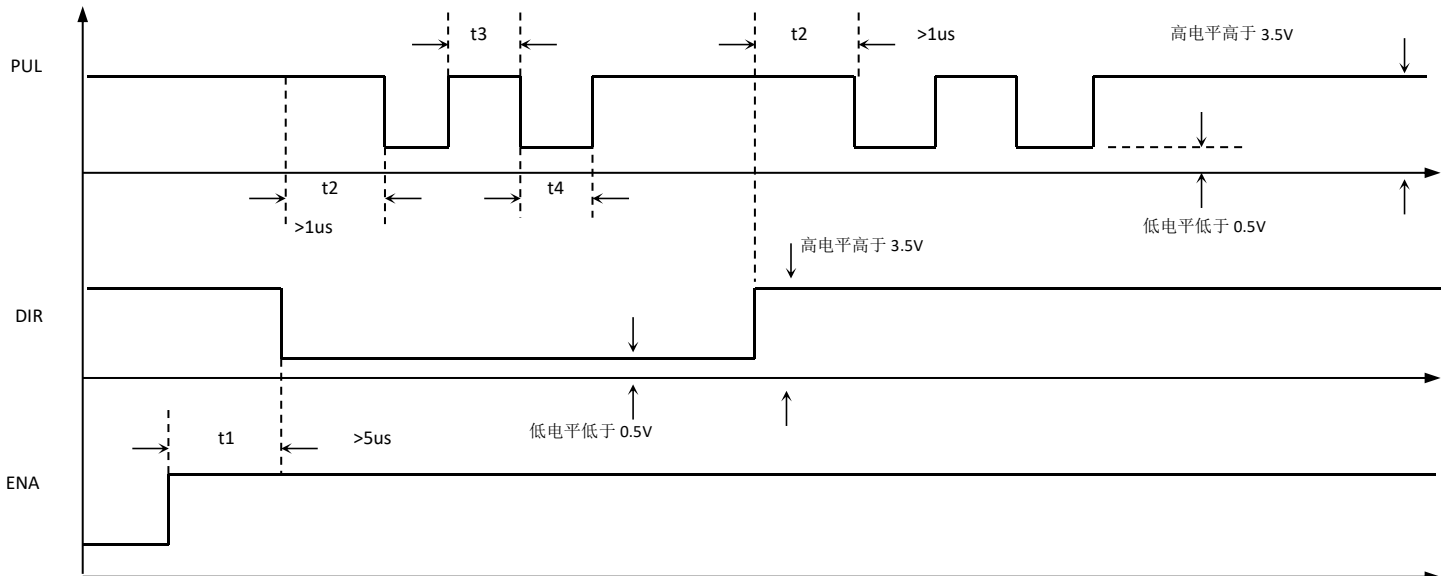 t3
t2
>1us
高电平高于 3.5V
PUL
t2
t4
>1us
低电平低于 0.5V
高电平高于 3.5V
DIR
t1
>5us
低电平低于 0.5V
ENA